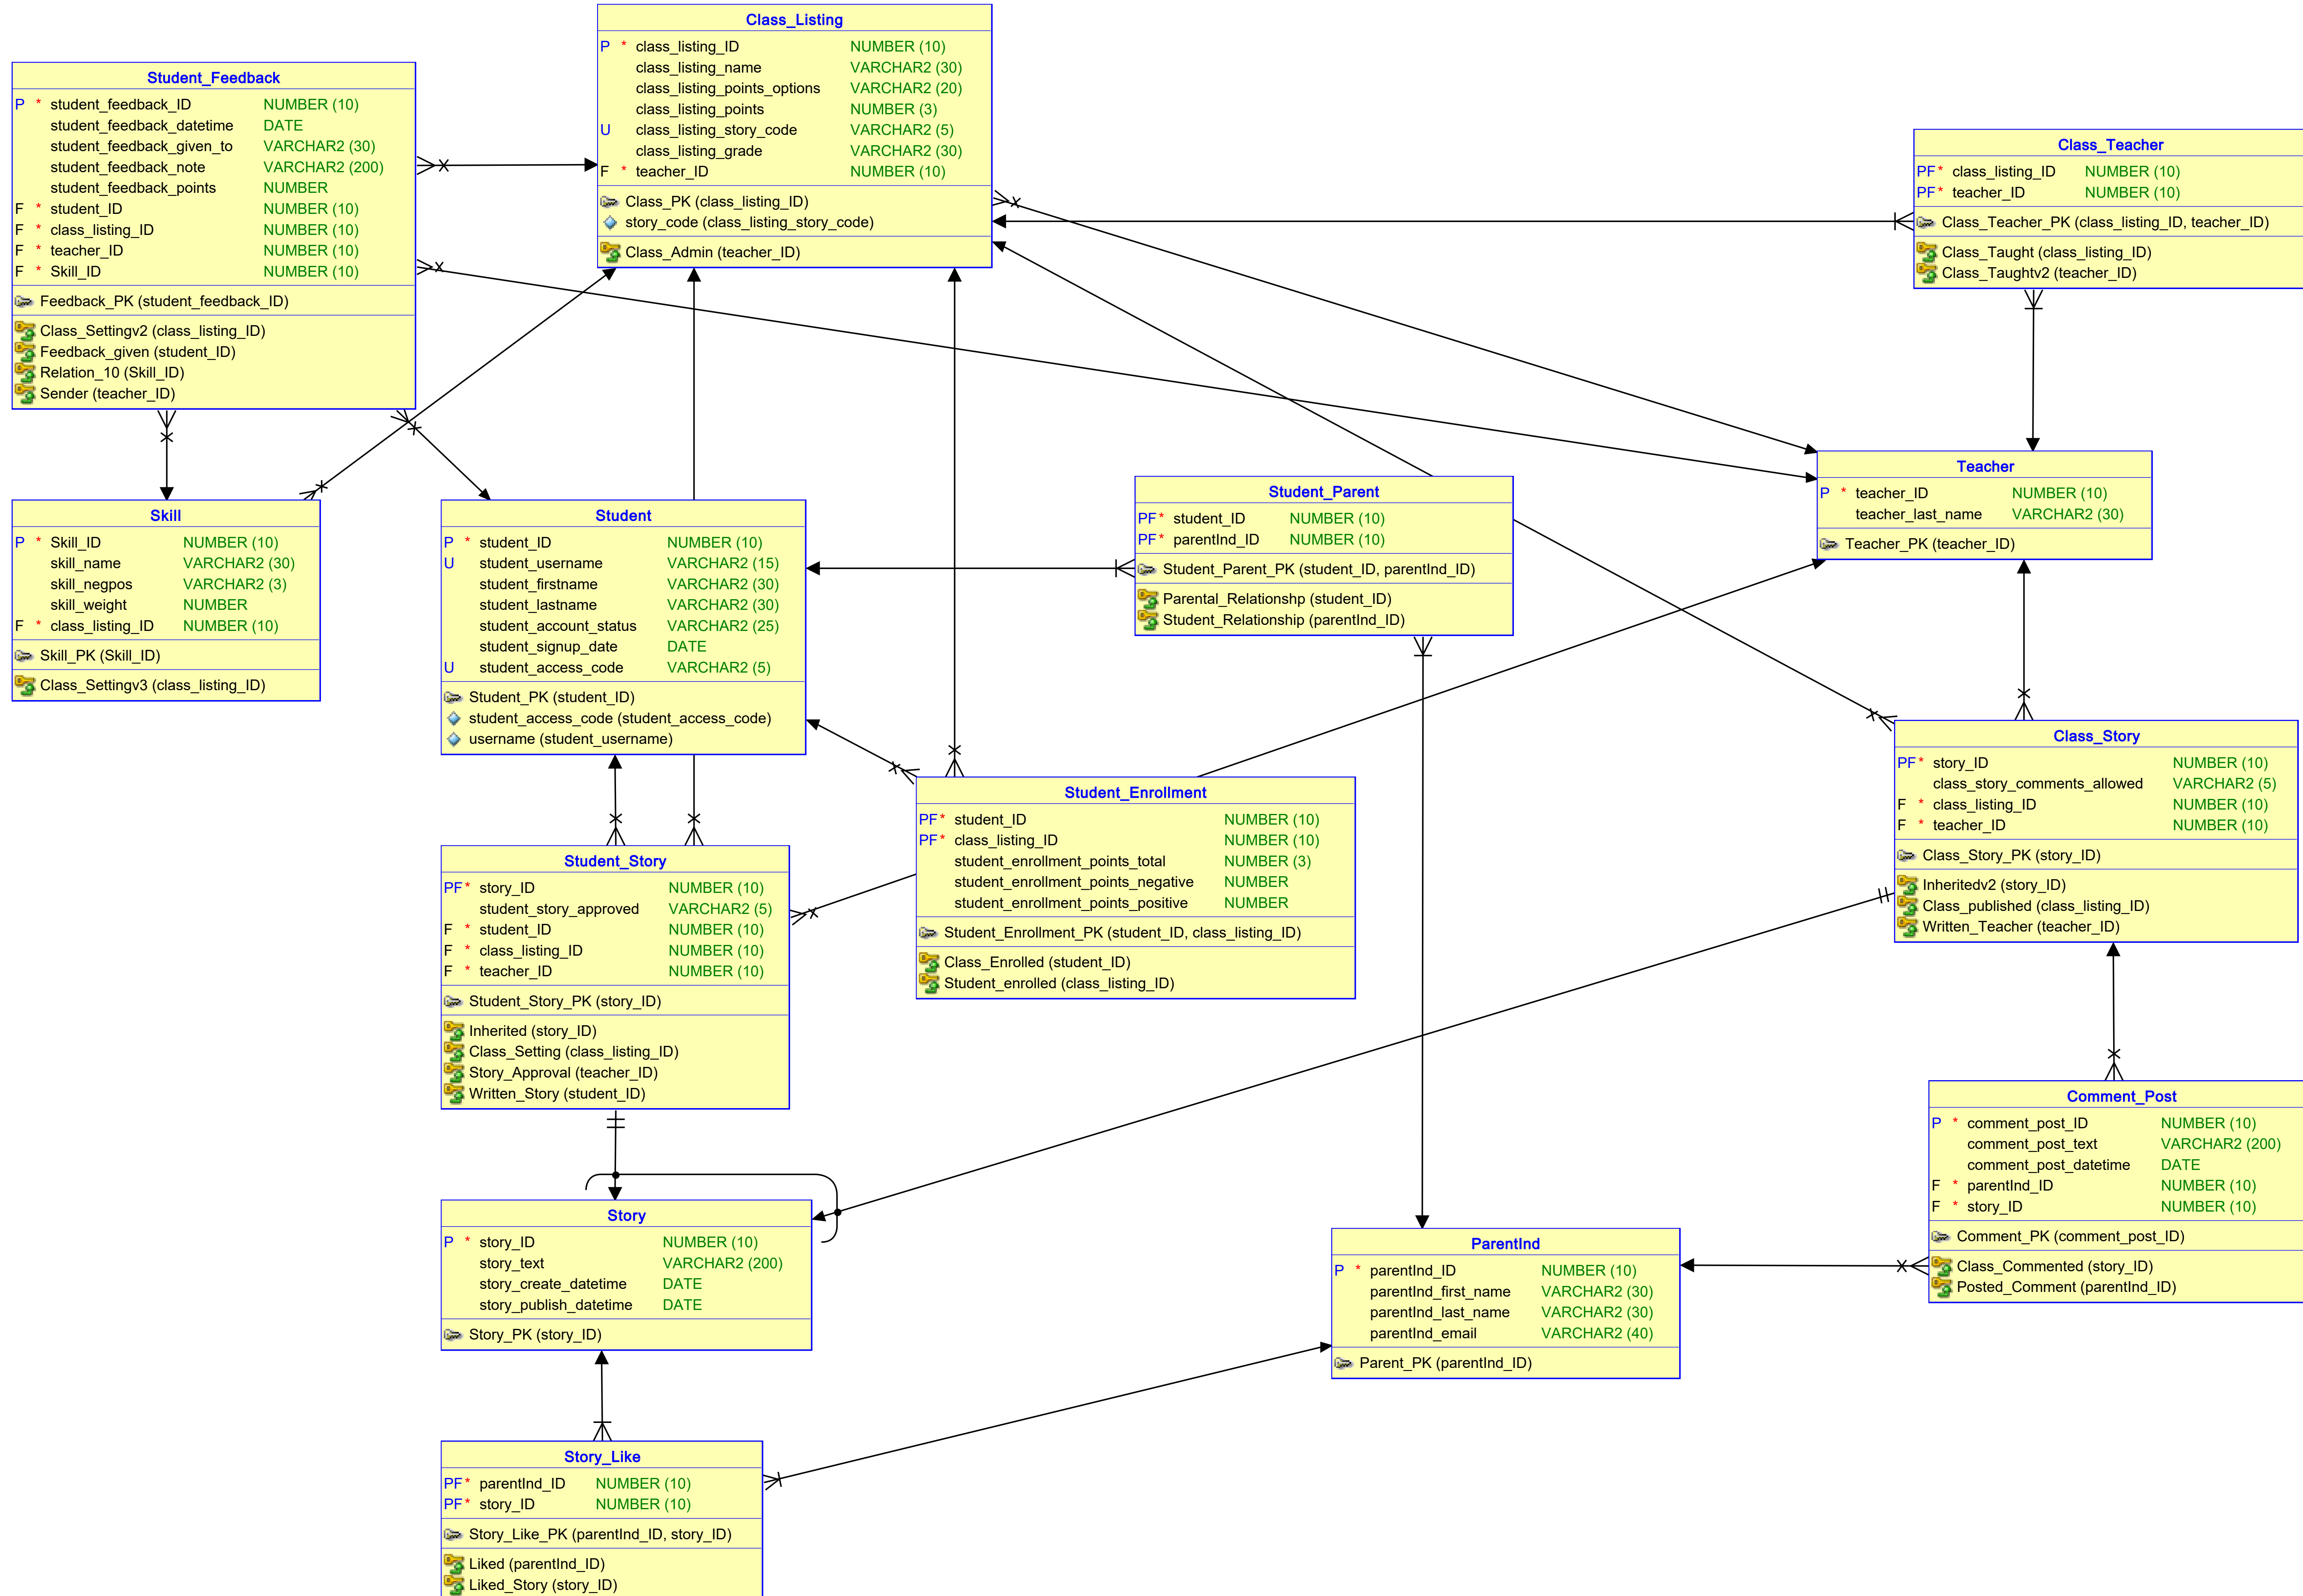 Class_Listing
P * class_listing_ID NUMBER (10)
class_listing_name VARCHAR2 (30)
class_listing_points_options VARCHAR2 (20)
class_listing_points NUMBER (3)
U class_listing_story_code VARCHAR2 (5)
class_listing_grade VARCHAR2 (30)
F * teacher_ID NUMBER (10)
Class_PK (class_listing_ID)
story_code (class_listing_story_code)
Class_Admin (teacher_ID)
Student_Feedback
P * student_feedback_ID NUMBER (10)
student_feedback_datetime DATE
student_feedback_given_to VARCHAR2 (30)
student_feedback_note VARCHAR2 (200)
student_feedback_points NUMBER
F * student_ID NUMBER (10)
F * class_listing_ID NUMBER (10)
F * teacher_ID NUMBER (10)
F * Skill_ID NUMBER (10)
Feedback_PK (student_feedback_ID)
Class_Settingv2 (class_listing_ID)
Feedback_given (student_ID)
Relation_10 (Skill_ID)
Sender (teacher_ID)
Class_Teacher
PF* class_listing_ID NUMBER (10)
PF* teacher_ID NUMBER (10)
Class_Teacher_PK (class_listing_ID, teacher_ID)
Class_Taught (class_listing_ID)
Class_Taughtv2 (teacher_ID)
Teacher
P * teacher_ID NUMBER (10)
teacher_last_name VARCHAR2 (30)
Teacher_PK (teacher_ID)
Skill
P * Skill_ID NUMBER (10)
skill_name VARCHAR2 (30)
skill_negpos VARCHAR2 (3)
skill_weight NUMBER
F * class_listing_ID NUMBER (10)
Skill_PK (Skill_ID)
Class_Settingv3 (class_listing_ID)
Student
P * student_ID NUMBER (10)
U student_username VARCHAR2 (15)
student_firstname VARCHAR2 (30)
student_lastname VARCHAR2 (30)
student_account_status VARCHAR2 (25)
student_signup_date DATE
U student_access_code VARCHAR2 (5)
Student_PK (student_ID)
student_access_code (student_access_code)
username (student_username)
Student_Parent
PF* student_ID NUMBER (10)
PF* parentInd_ID NUMBER (10)
Student_Parent_PK (student_ID, parentInd_ID)
Parental_Relationshp (student_ID)
Student_Relationship (parentInd_ID)
Class_Story
PF* story_ID NUMBER (10)
class_story_comments_allowed VARCHAR2 (5)
F * class_listing_ID NUMBER (10)
F * teacher_ID NUMBER (10)
Class_Story_PK (story_ID)
Inheritedv2 (story_ID)
Class_published (class_listing_ID)
Written_Teacher (teacher_ID)
Student_Enrollment
PF* student_ID NUMBER (10)
PF* class_listing_ID NUMBER (10)
student_enrollment_points_total NUMBER (3)
student_enrollment_points_negative NUMBER
student_enrollment_points_positive NUMBER
Student_Enrollment_PK (student_ID, class_listing_ID)
Class_Enrolled (student_ID)
Student_enrolled (class_listing_ID)
Student_Story
PF* story_ID NUMBER (10)
student_story_approved VARCHAR2 (5)
F * student_ID NUMBER (10)
F * class_listing_ID NUMBER (10)
F * teacher_ID NUMBER (10)
Student_Story_PK (story_ID)
Inherited (story_ID)
Class_Setting (class_listing_ID)
Story_Approval (teacher_ID)
Written_Story (student_ID)
Comment_Post
P * comment_post_ID NUMBER (10)
comment_post_text VARCHAR2 (200)
comment_post_datetime DATE
F * parentInd_ID NUMBER (10)
F * story_ID NUMBER (10)
Comment_PK (comment_post_ID)
Class_Commented (story_ID)
Posted_Comment (parentInd_ID)
Story
P * story_ID NUMBER (10)
story_text VARCHAR2 (200)
story_create_datetime DATE
story_publish_datetime DATE
Story_PK (story_ID)
ParentInd
P * parentInd_ID NUMBER (10)
parentInd_first_name VARCHAR2 (30)
parentInd_last_name VARCHAR2 (30)
parentInd_email VARCHAR2 (40)
Parent_PK (parentInd_ID)
Story_Like
PF* parentInd_ID NUMBER (10)
PF* story_ID NUMBER (10)
Story_Like_PK (parentInd_ID, story_ID)
Liked (parentInd_ID)
Liked_Story (story_ID)